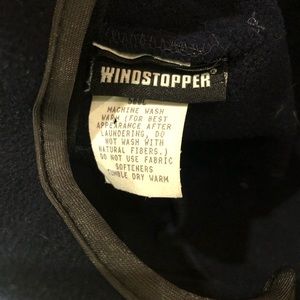 WINDSTOPPER®
MACHINE WASH
WARM (FOR BEST
APPEARANCE AFTER
LAUNDERING, DO
NOT WASH WITH
NATURAL FIBERS.)
DO NOT USE FABRIC
SOFTENERS
TUMBLE DRY WARM